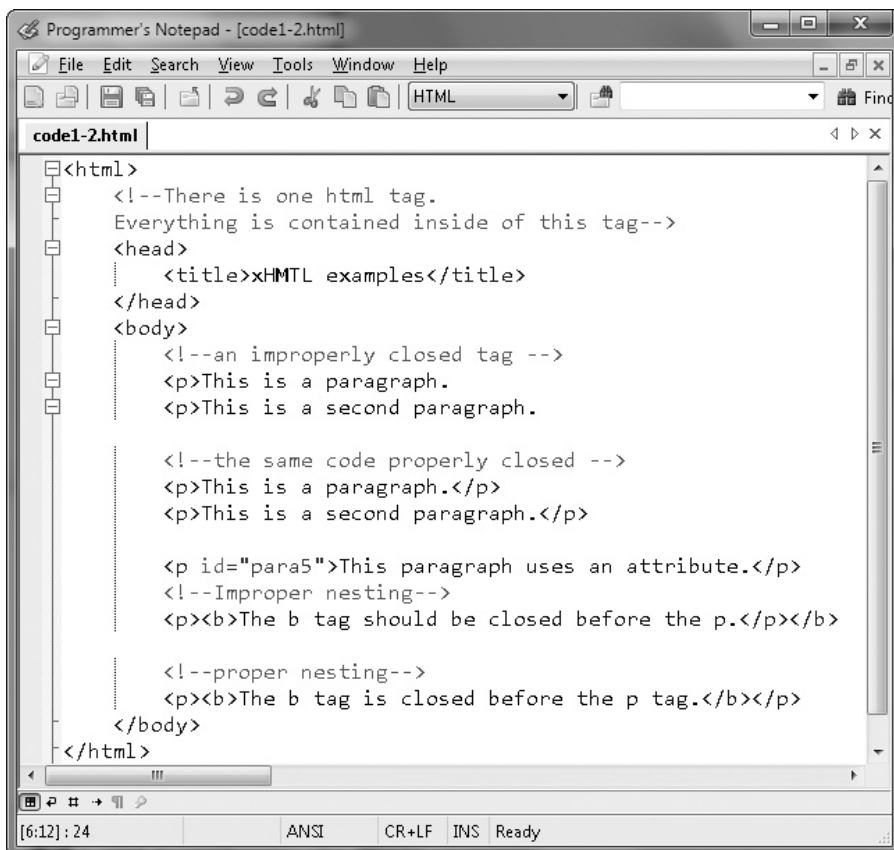 Programmer's Notepad - [code1-2.html]
File Edit Search View Tools Window Help
HTML Find
code1-2.html
<html>
<!--There is one html tag.
Everything is contained inside of this tag-->
<head>
<title>xHMTL examples</title>
</head>
<body>
<!--an improperly closed tag -->
<p>This is a paragraph.
<p>This is a second paragraph.
<!--the same code properly closed -->
<p>This is a paragraph.</p>
<p>This is a second paragraph.</p>
<p id="para5">This paragraph uses an attribute.</p>
<!--Improper nesting-->
<p><b>The b tag should be closed before the p.</p></b>
<!--proper nesting-->
<p><b>The b tag is closed before the p tag.</b></p>
</body>
</html>
[6:12] : 24 ANSI CR+LF INS Ready